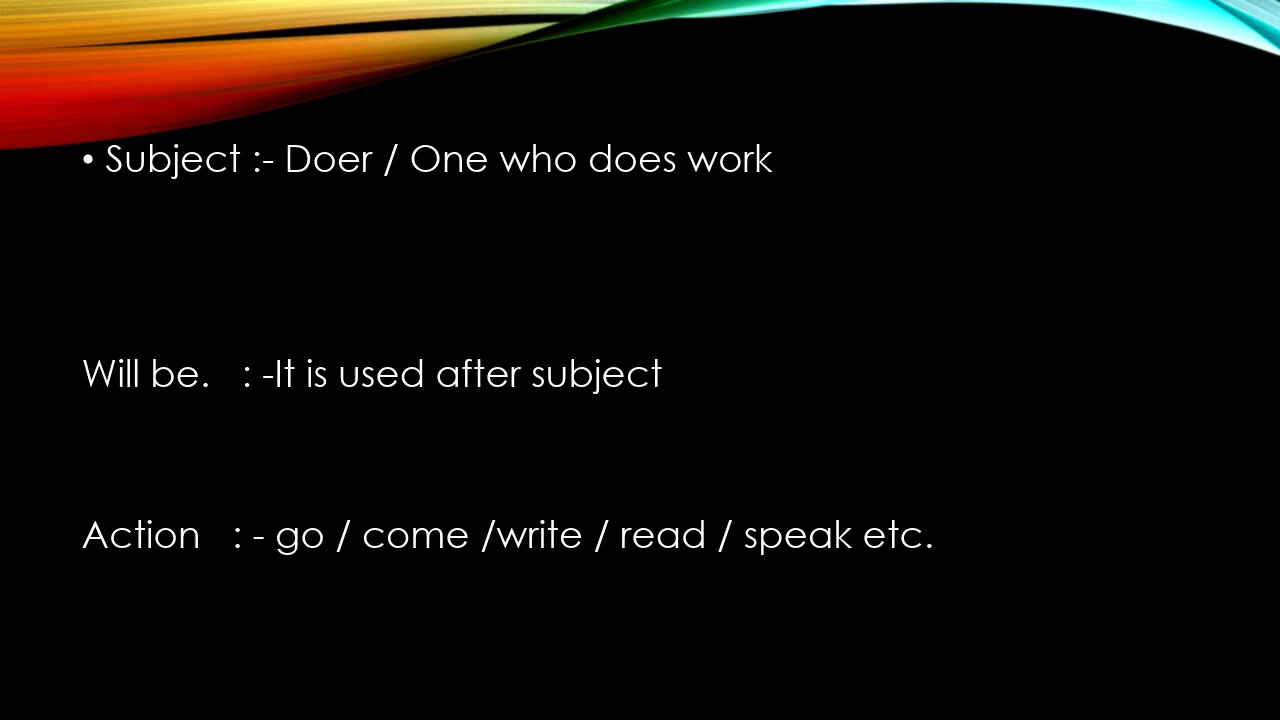 • Subject :- Doer / One who does work
Will be.   : -It is used after subject
Action   : - go / come /write / read / speak etc.